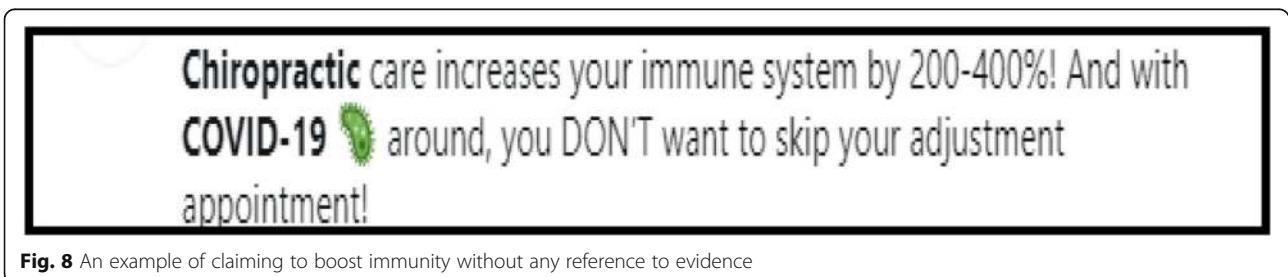 Chiropractic care increases your immune system by 200-400%! And with
COVID-19 🦠 around, you DON'T want to skip your adjustment
appointment!
Fig. 8 An example of claiming to boost immunity without any reference to evidence